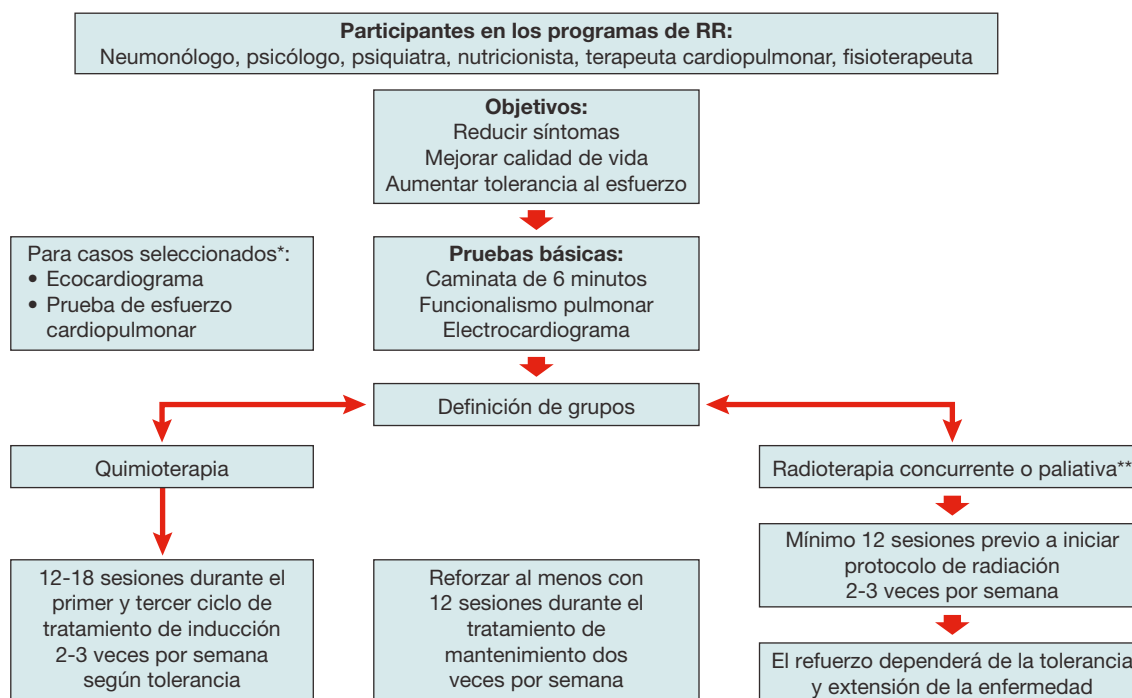 Participantes en los programas de RR:
Neumonólogo, psicólogo, psiquiatra, nutricionista, terapeuta cardiopulmonar, fisioterapeuta
Objetivos:
Reducir síntomas
Mejorar calidad de vida
Aumentar tolerancia al esfuerzo
Para casos seleccionados*:
• Ecocardiograma
• Prueba de esfuerzo
cardiopulmonar
Pruebas básicas:
Caminata de 6 minutos
Funcionalismo pulmonar
Electrocardiograma
Definición de grupos
Quimioterapia
Radioterapia concurrente o paliativa**
12-18 sesiones durante el
primer y tercer ciclo de
tratamiento de inducción
2-3 veces por semana
según tolerancia
Reforzar al menos con
12 sesiones durante el
tratamiento de
mantenimiento dos
veces por semana
Mínimo 12 sesiones previo a iniciar
protocolo de radiación
2-3 veces por semana
El refuerzo dependerá de la tolerancia
y extensión de la enfermedad